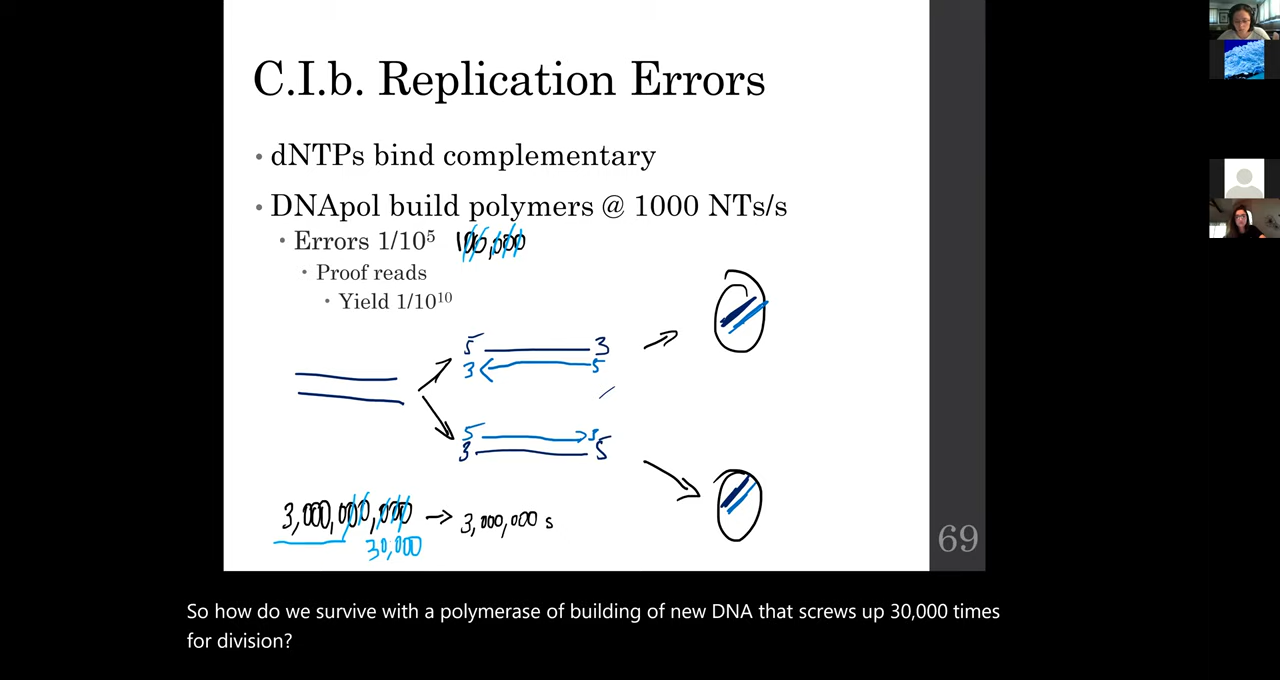 C.I.b. Replication Errors
• dNTPs bind complementary
• DNApol build polymers @ 1000 NTs/s
• Errors 1/10⁵ 100,000
• Proof reads
• Yield 1/10¹⁰
5 3
3 5
5 3
3 5
3,000,000,000 → 3,000,000 s
30,000
69
So how do we survive with a polymerase of building of new DNA that screws up 30,000 times
for division?